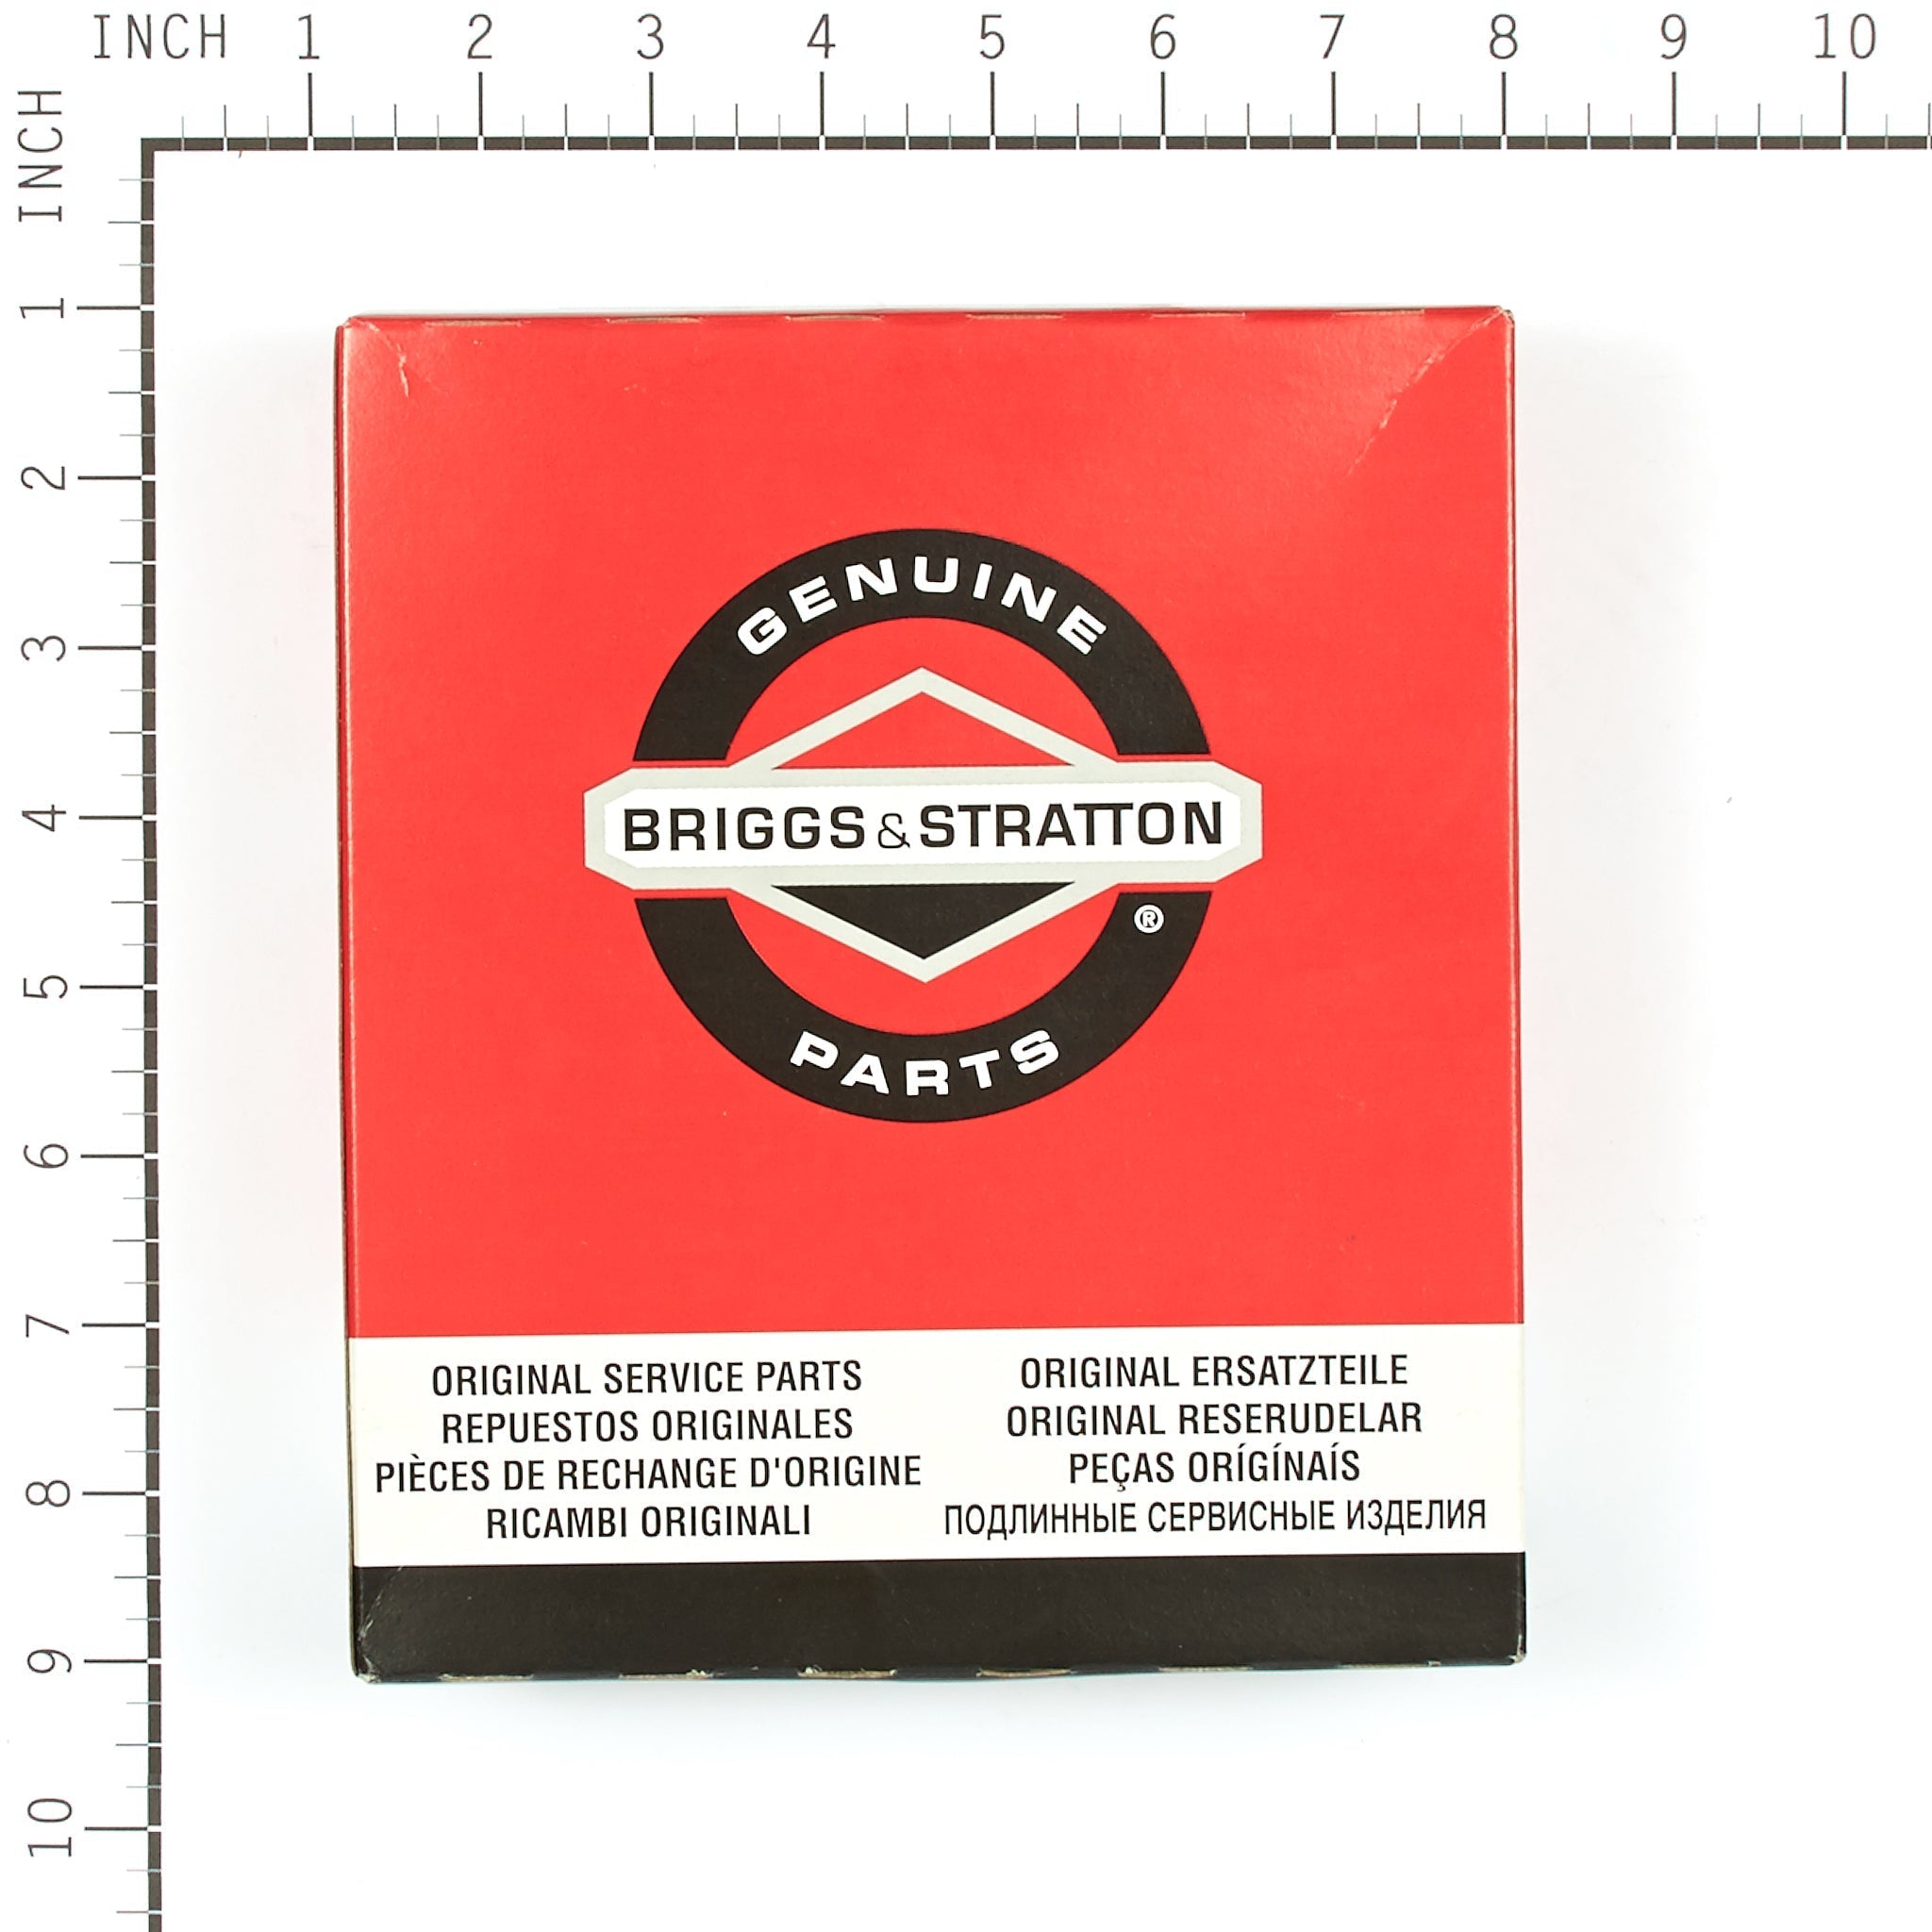 INCH 1 2 3 4 5 6 7 8 9 10
INCH 1 2 3 4 5 6 7 8 9 10
GENUINE
BRIGGS & STRATTON
®
PARTS
ORIGINAL SERVICE PARTS
REPUESTOS ORIGINALES
PIÈCES DE RECHANGE D'ORIGINE
RICAMBI ORIGINALI
ORIGINAL ERSATZTEILE
ORIGINAL RESERUDELAR
PEÇAS ORÍGÍNAÍS
ПОДЛИННЫЕ СЕРВИСНЫЕ ИЗДЕЛИЯ